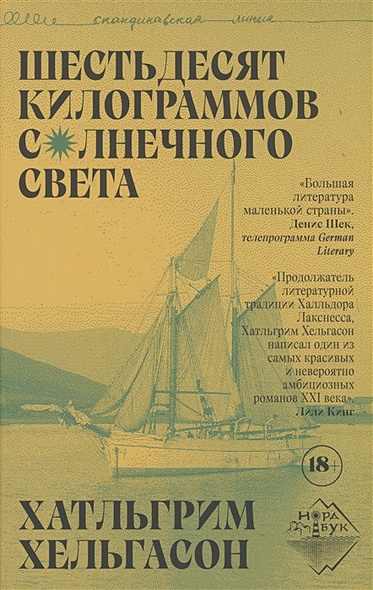 скандинавская линия
ШЕСТЬДЕСЯТ
КИЛОГРАММОВ
СОЛНЕЧНОГО
СВЕТА
«Большая
литература
маленькой страны».
Денис Шек,
телепрограмма German
Literary
«Продолжатель
литературной
традиции Халльдора
Лакснесса,
Хатльгрим Хельгасон
написал один из
самых красивых
и невероятно
амбициозных
романов XXI века».
Лили Кинг
18+
НОРА
БУК
ХАТЛЬГРИМ
ХЕЛЬГАСОН